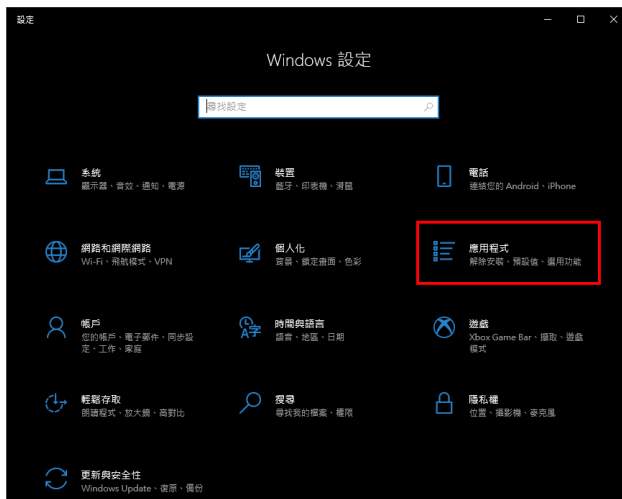 設定
Windows 設定
尋找設定
系統
顯示器、音效、通知、電源
裝置
藍牙、印表機、滑鼠
電話
連結您的 Android、iPhone
網路和網際網路
Wi-Fi、飛航模式、VPN
個人化
背景、鎖定畫面、色彩
應用程式
解除安裝、預設值、選用功能
帳戶
您的帳戶、電子郵件、同步設
定、工作、家庭
時間與語言
語音、地區、日期
遊戲
Xbox Game Bar、擷取、遊戲
模式
輕鬆存取
朗讀程式、放大鏡、高對比
搜尋
尋找我的檔案、權限
隱私權
位置、攝影機、麥克風
更新與安全性
Windows Update、復原、備份